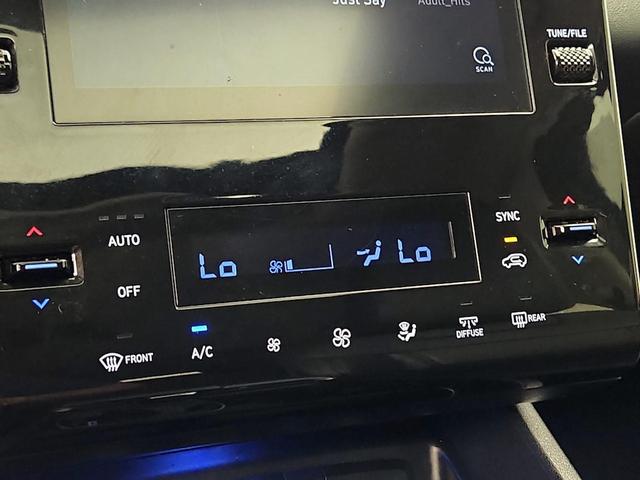 Just Say
Adult_Hits
TUNE/FILE
SCAN
SYNC
AUTO
Lo
Lo
OFF
FRONT
A/C
DIFFUSE
REAR